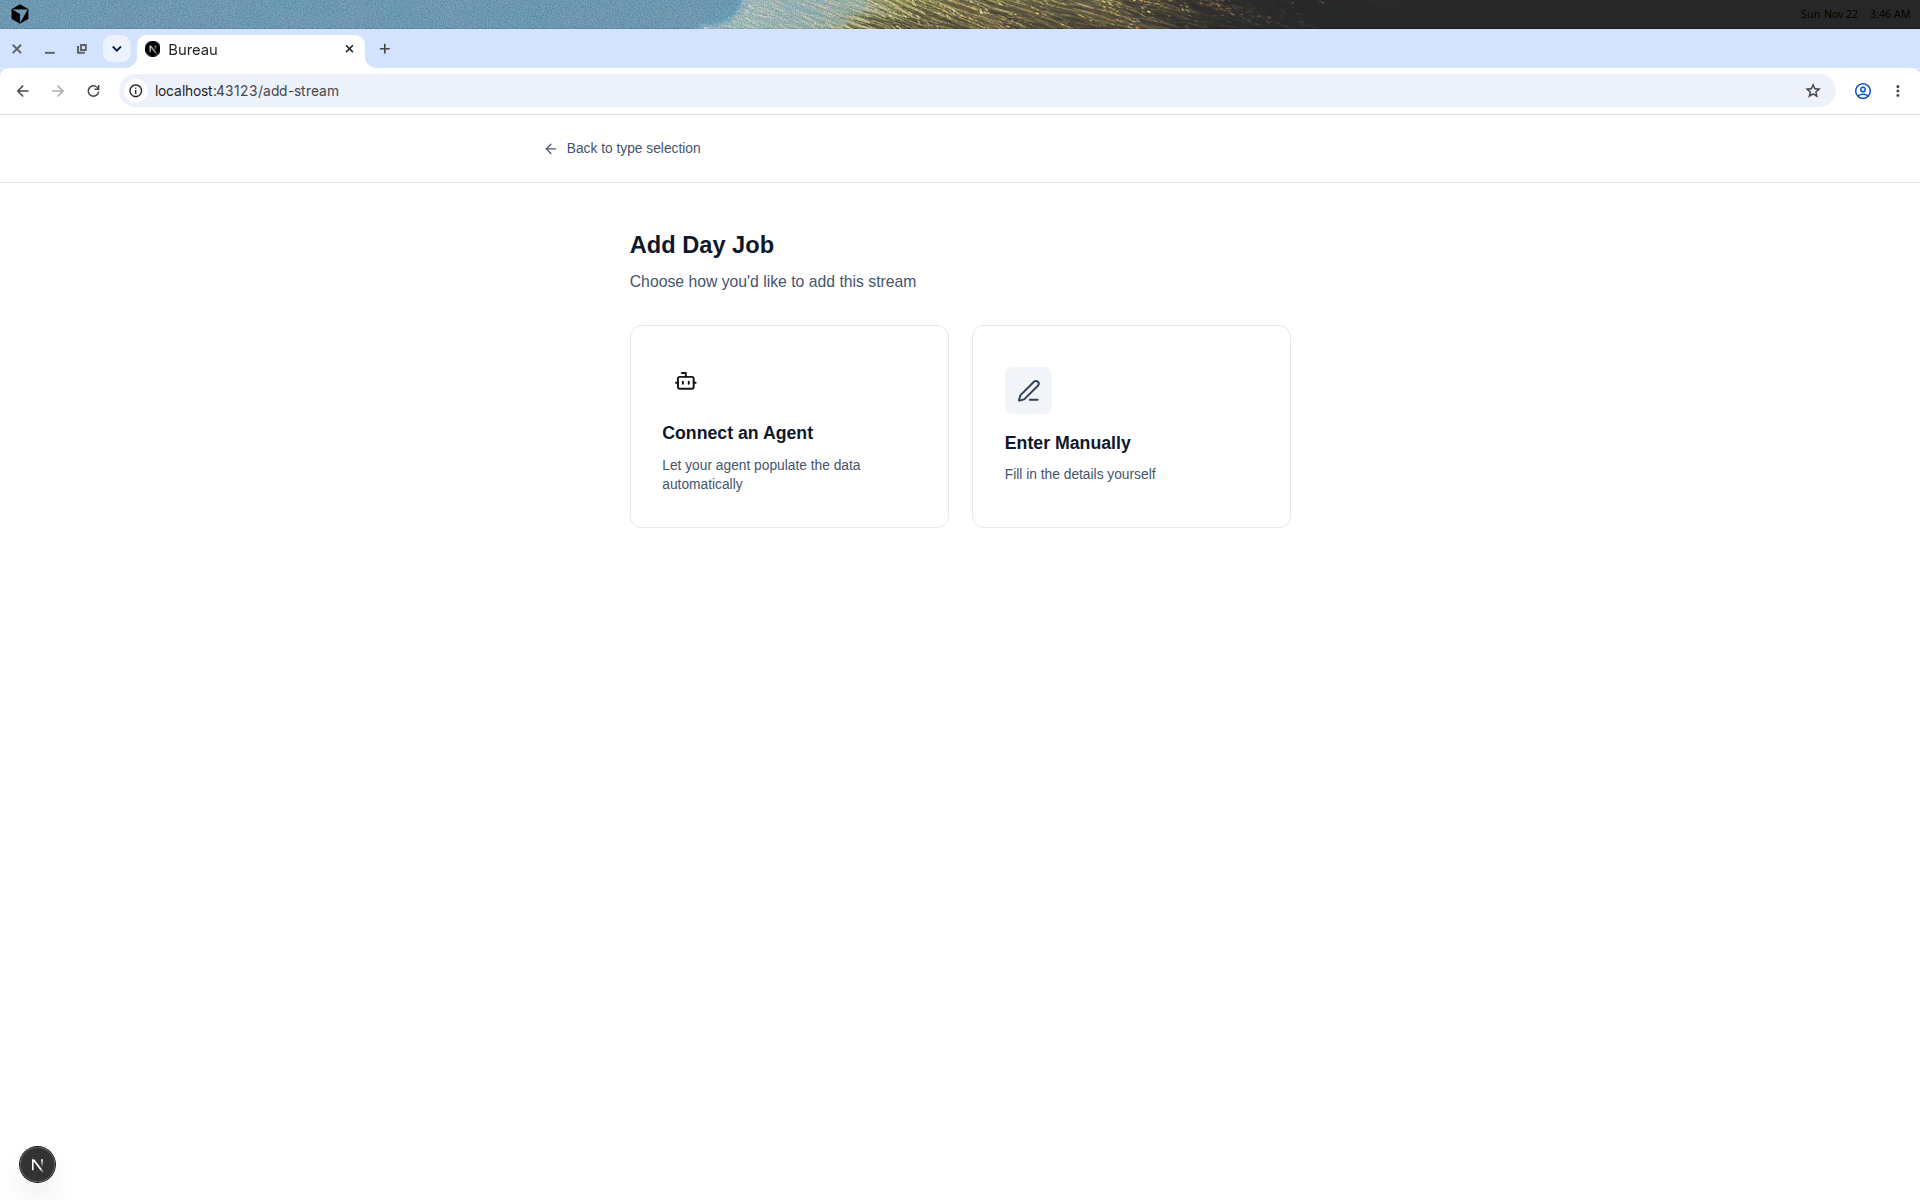 Sun Nov 22 3:46 AM
Bureau
localhost:43123/add-stream
Back to type selection
Add Day Job
Choose how you'd like to add this stream
Connect an Agent
Let your agent populate the data
automatically
Enter Manually
Fill in the details yourself
N